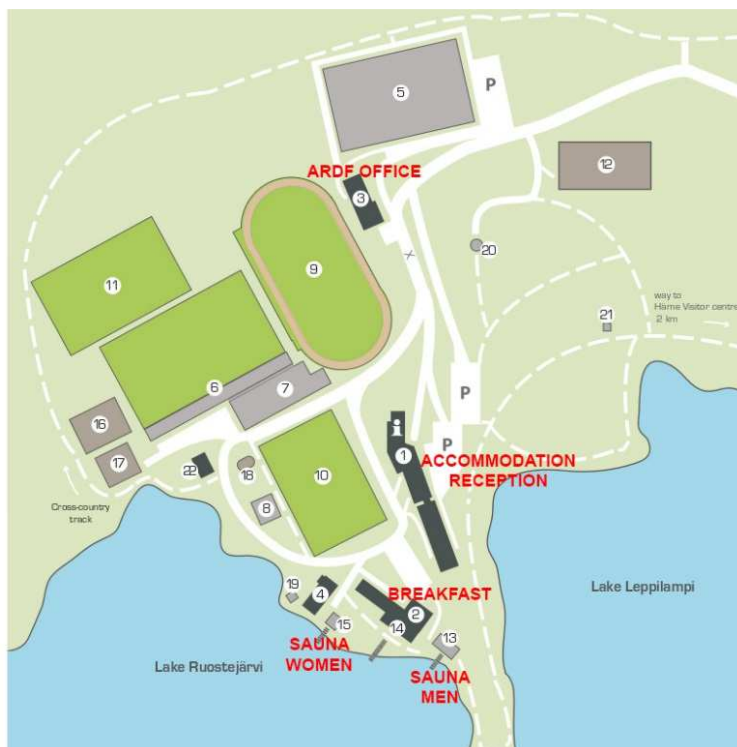 5
P
12
ARDF OFFICE
3
20
9
11
way to
Häme Visitor centre
2 km
21
6
7
P
i
P
16
1
ACCOMMODATION
RECEPTION
17
22
18
10
8
Cross-country
track
19
4
BREAKFAST
2
Lake Leppilampi
15
14
13
SAUNA
WOMEN
Lake Ruostejärvi
SAUNA
MEN